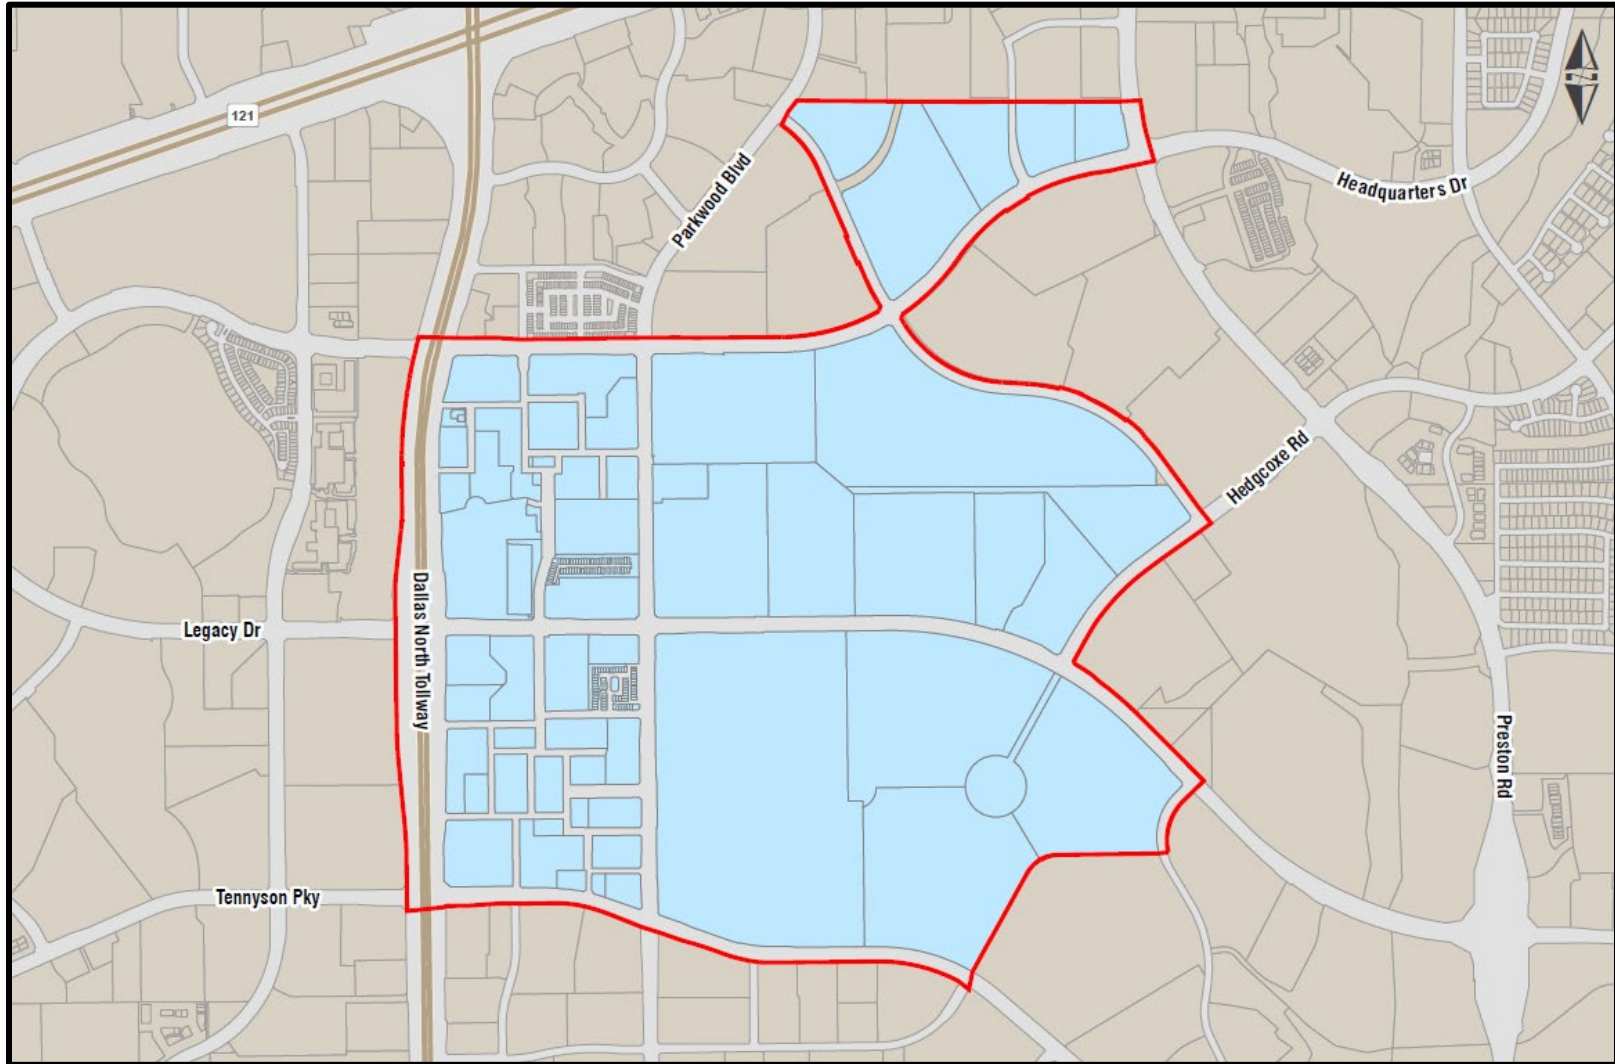 121
Parkwood Blvd
Headquarters Dr
Hedgcoxe Rd
Legacy Dr
Dallas North Tollway
Preston Rd
Tennyson Pky